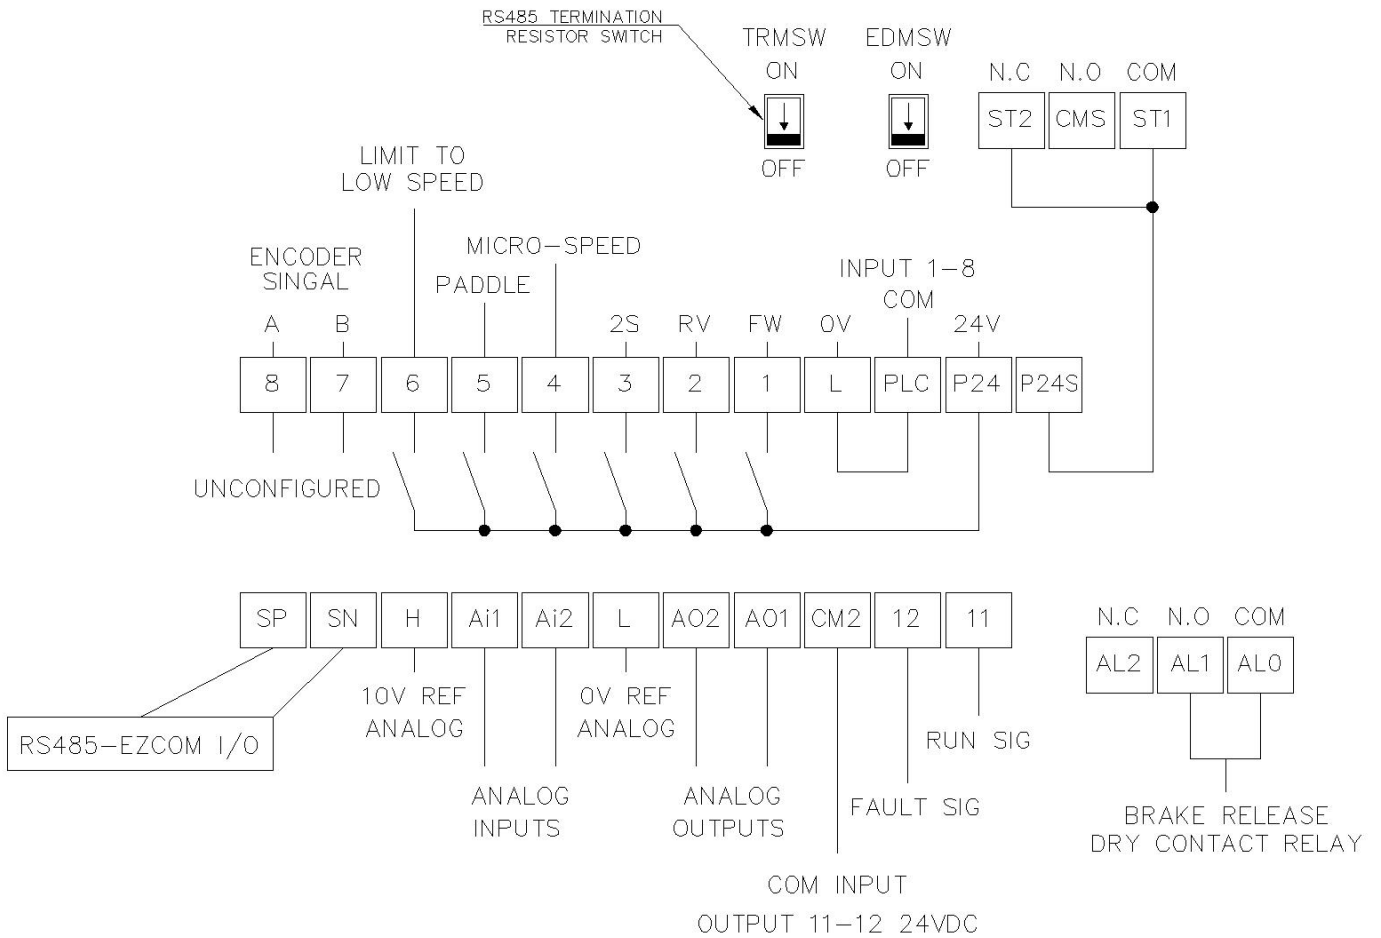 RS485 TERMINATION
RESISTOR SWITCH
TRMSW
ON
OFF
EDMSW
ON
OFF
N.C N.O COM
ST2 CMS ST1
LIMIT TO
LOW SPEED
ENCODER
SINGAL
MICRO-SPEED
PADDLE
INPUT 1-8
COM
A B 2S RV FW 0V 24V
8 7 6 5 4 3 2 1 L PLC P24 P24S
UNCONFIGURED
SP SN H Ai1 Ai2 L AO2 AO1 CM2 12 11
N.C N.O COM
AL2 AL1 AL0
10V REF
ANALOG
0V REF
ANALOG
RS485-EZCOM I/O
RUN SIG
ANALOG
INPUTS
ANALOG
OUTPUTS
FAULT SIG
BRAKE RELEASE
DRY CONTACT RELAY
COM INPUT
OUTPUT 11-12 24VDC